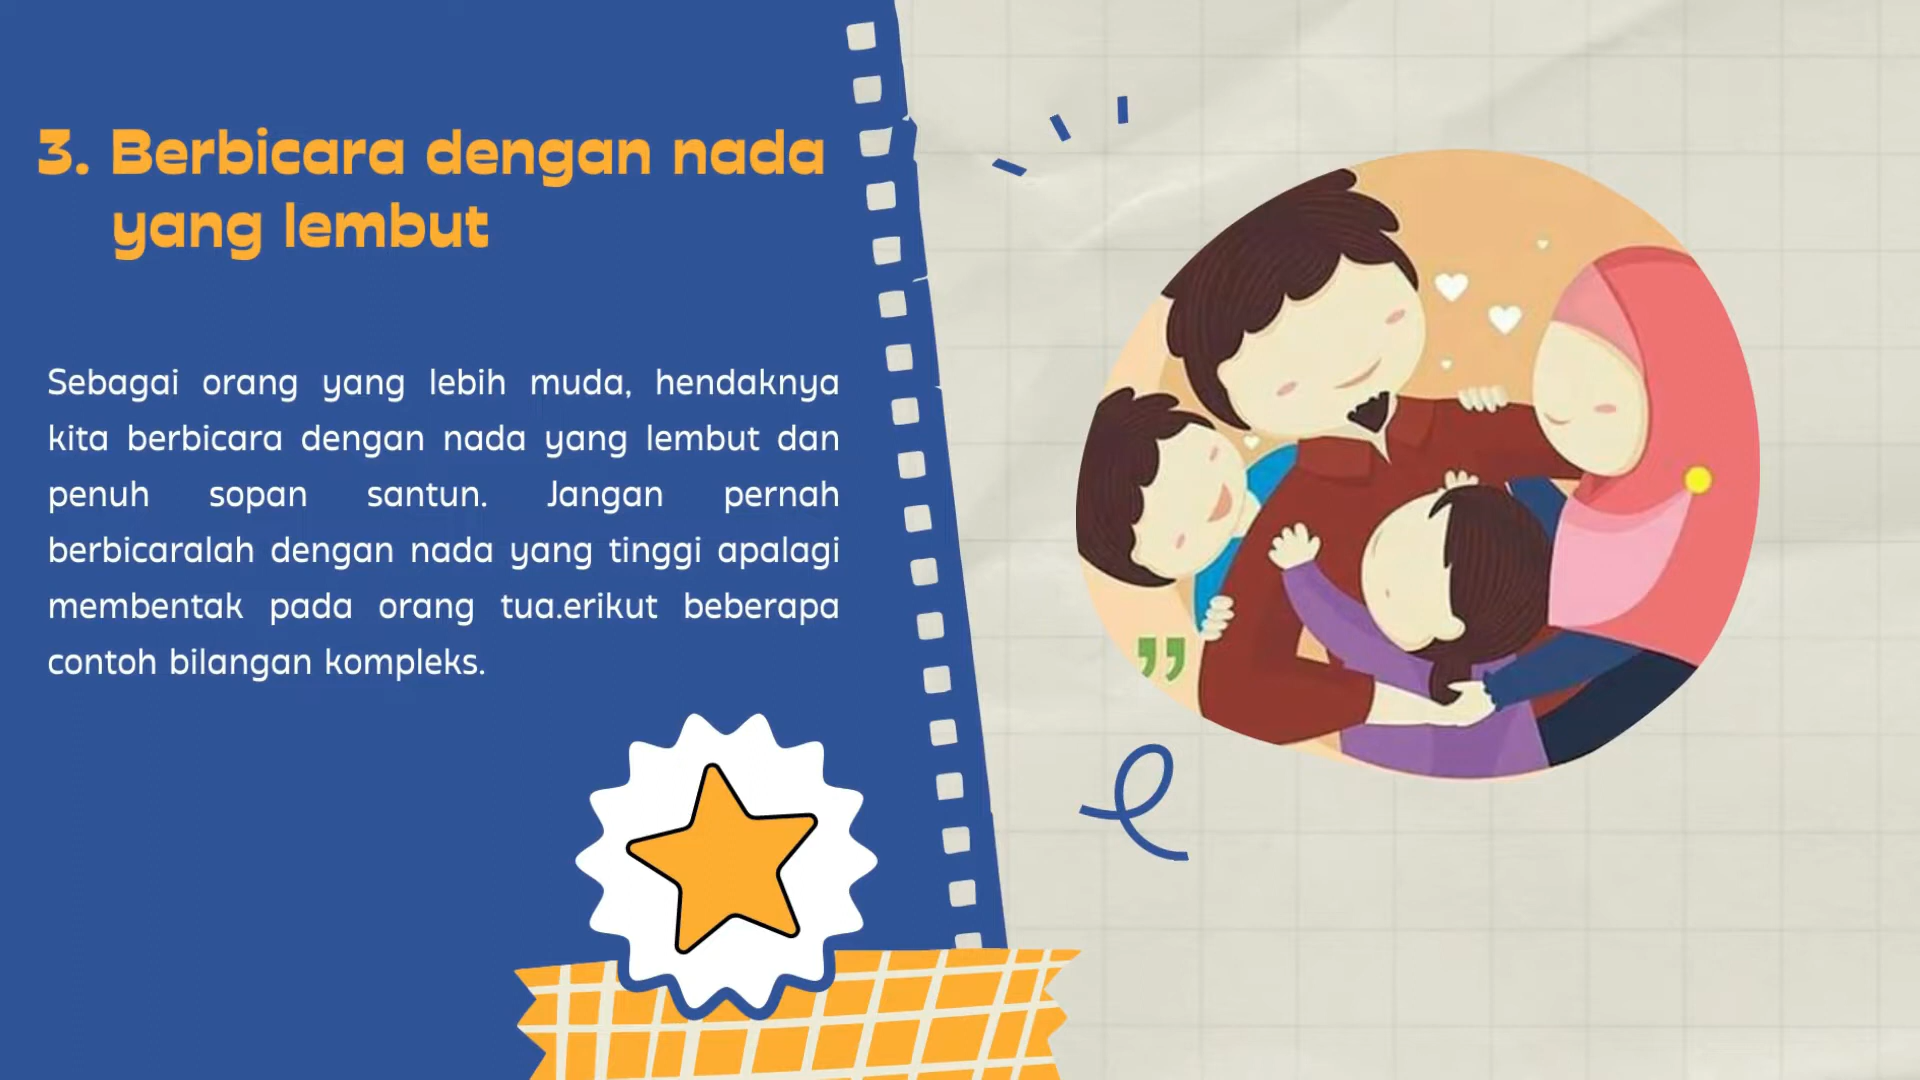 3. Berbicara dengan nada
yang lembut
Sebagai orang yang lebih muda, hendaknya
kita berbicara dengan nada yang lembut dan
penuh sopan santun. Jangan pernah
berbicaralah dengan nada yang tinggi apalagi
membentak pada orang tua.erikut beberapa
contoh bilangan kompleks.